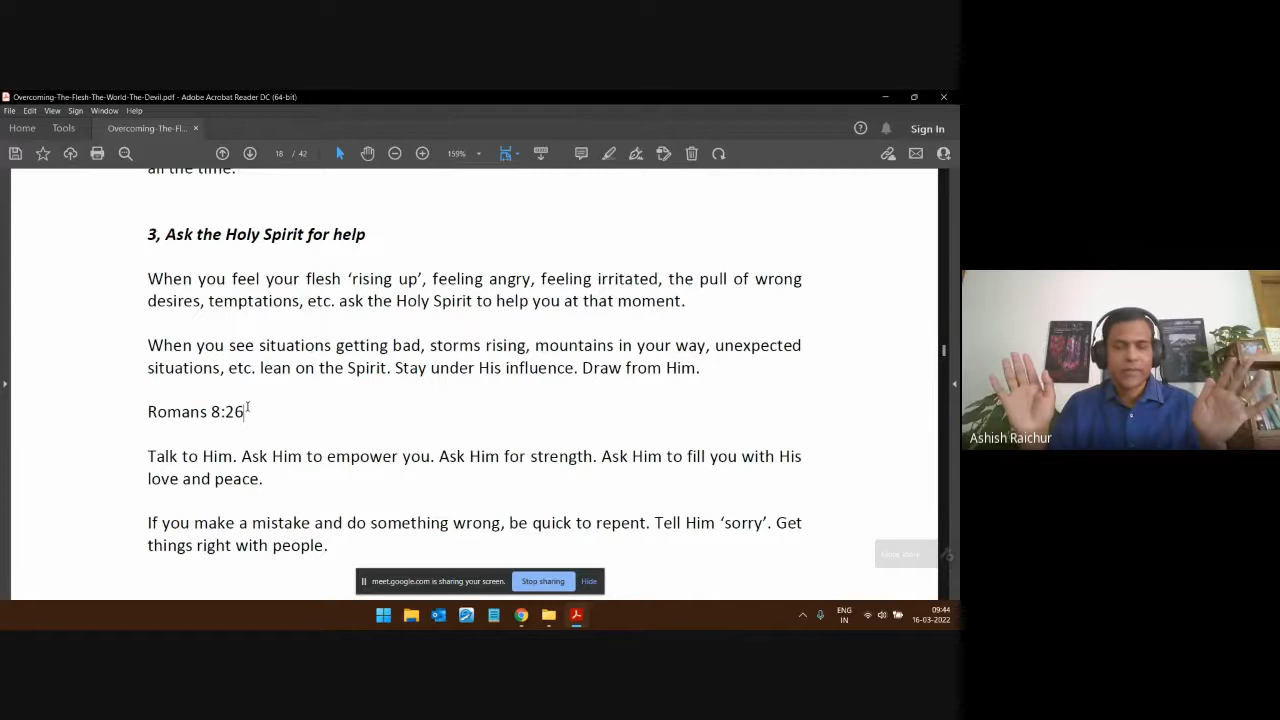 Overcoming-The-Flesh-The-World-The-Devil.pdf - Adobe Acrobat Reader DC (64-bit)
File Edit View Sign Window Help
Home Tools Overcoming-The-Fl... × Sign In
18 / 42 159%
all the time.
3, Ask the Holy Spirit for help
When you feel your flesh ‘rising up’, feeling angry, feeling irritated, the pull of wrong
desires, temptations, etc. ask the Holy Spirit to help you at that moment.
When you see situations getting bad, storms rising, mountains in your way, unexpected
situations, etc. lean on the Spirit. Stay under His influence. Draw from Him.
Romans 8:26
Talk to Him. Ask Him to empower you. Ask Him for strength. Ask Him to fill you with His
love and peace.
If you make a mistake and do something wrong, be quick to repent. Tell Him ‘sorry’. Get
things right with people.
meet.google.com is sharing your screen. Stop sharing Hide
ENG
IN
09:44
16-03-2022
Ashish Raichur